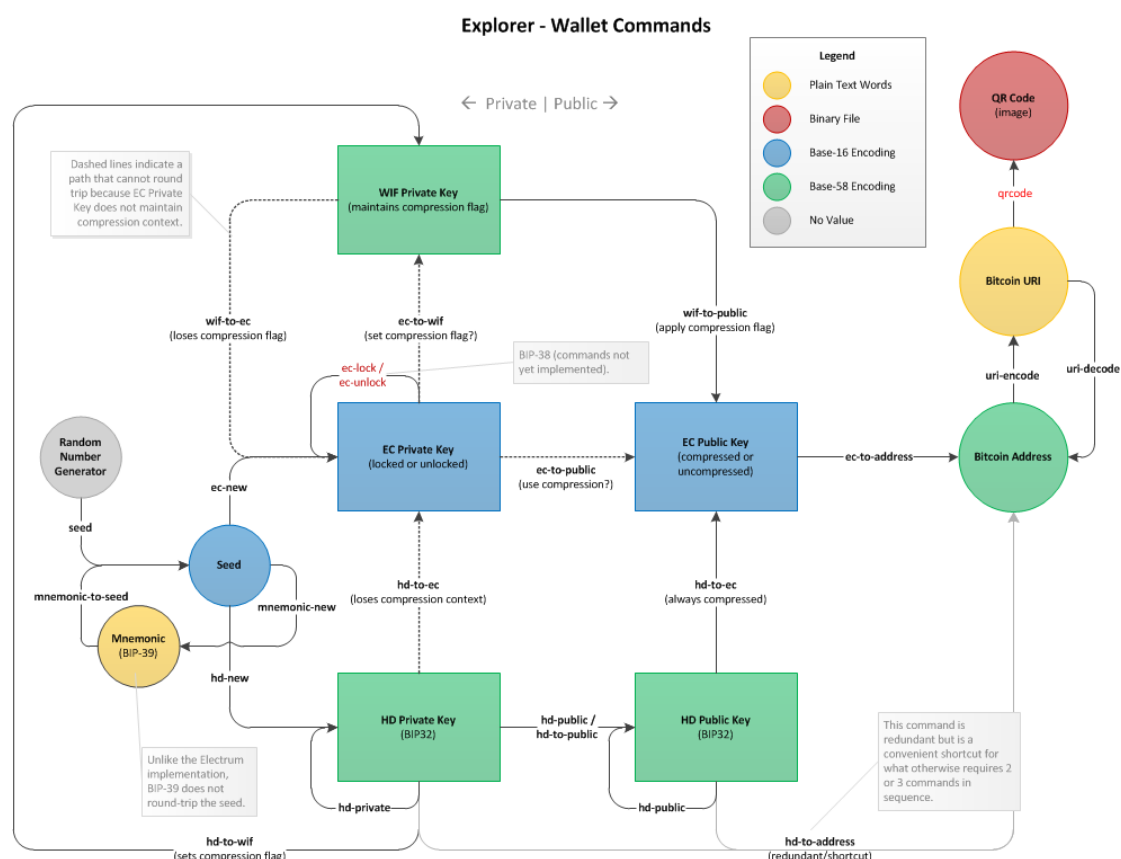 Explorer - Wallet Commands
Legend
Plain Text Words
Binary File
Base-16 Encoding
Base-58 Encoding
No Value
← Private | Public →
QR Code
(image)
qrcode
Bitcoin URI
uri-encode
uri-decode
Bitcoin Address
Dashed lines indicate a
path that cannot round
trip because EC Private
Key does not maintain
compression context.
WIF Private Key
(maintains compression flag)
wif-to-ec
(loses compression flag)
ec-to-wif
(set compression flag?)
wif-to-public
(apply compression flag)
ec-lock /
ec-unlock
BIP-38 (commands not
yet implemented).
Random
Number
Generator
EC Private Key
(locked or unlocked)
ec-to-public
(use compression?)
EC Public Key
(compressed or
uncompressed)
ec-to-address
ec-new
seed
Seed
mnemonic-to-seed
mnemonic-new
Mnemonic
(BIP-39)
hd-new
hd-to-ec
(loses compression context)
hd-to-ec
(always compressed)
HD Private Key
(BIP32)
hd-public /
hd-to-public
HD Public Key
(BIP32)
Unlike the Electrum
implementation,
BIP-39 does not
round-trip the seed.
hd-private
hd-public
This command is
redundant but is a
convenient shortcut for
what otherwise requires 2
or 3 commands in
sequence.
hd-to-wif
(sets compression flag)
hd-to-address
(redundant/shortcut)